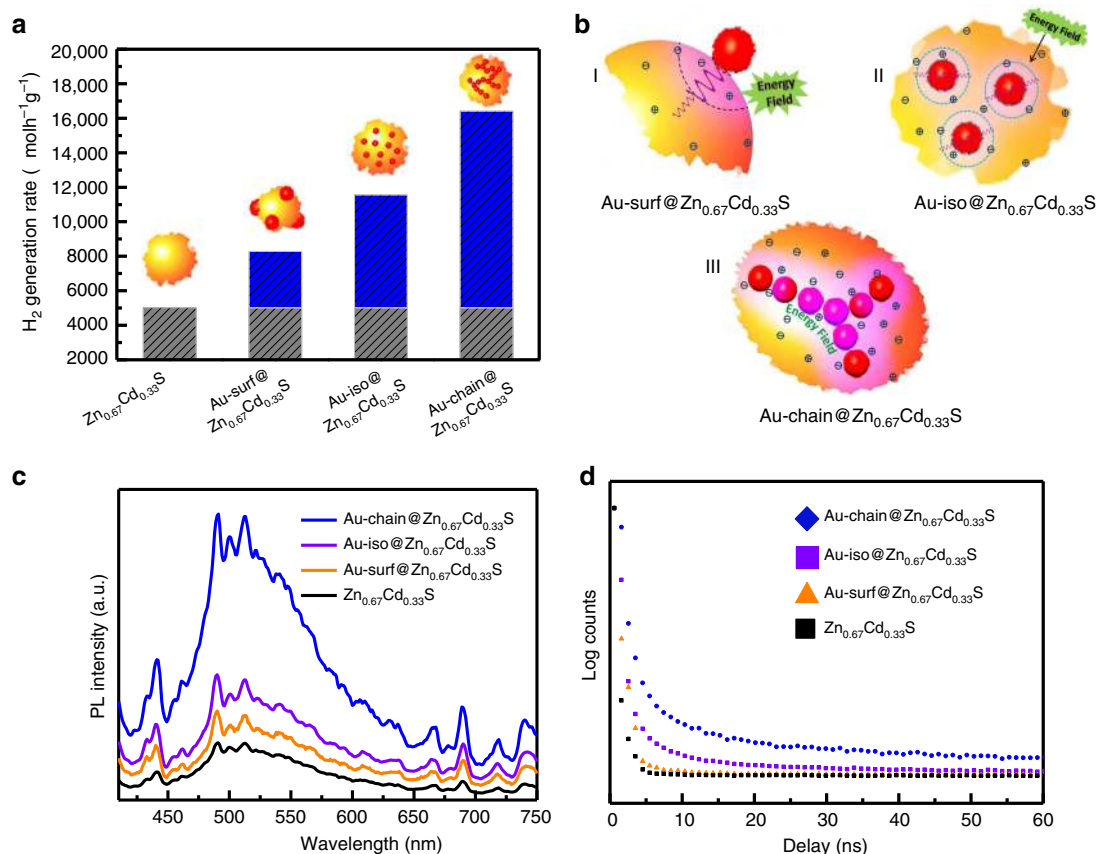 a
H2 generation rate ( molh−1g−1)
20,000
18,000
16,000
14,000
12,000
10,000
8000
6000
4000
2000
Zn0.67Cd0.33S
Au-surf@
Zn0.67Cd0.33S
Au-iso@
Zn0.67Cd0.33S
Au-chain@
Zn0.67Cd0.33S
b
I
Energy
Field
Au-surf@Zn0.67Cd0.33S
II
Energy Field
Au-iso@Zn0.67Cd0.33S
III
Energy Field
Au-chain@Zn0.67Cd0.33S
c
PL intensity (a.u.)
Au-chain@Zn0.67Cd0.33S
Au-iso@Zn0.67Cd0.33S
Au-surf@Zn0.67Cd0.33S
Zn0.67Cd0.33S
450 500 550 600 650 700 750
Wavelength (nm)
d
Log counts
Au-chain@Zn0.67Cd0.33S
Au-iso@Zn0.67Cd0.33S
Au-surf@Zn0.67Cd0.33S
Zn0.67Cd0.33S
0 10 20 30 40 50 60
Delay (ns)